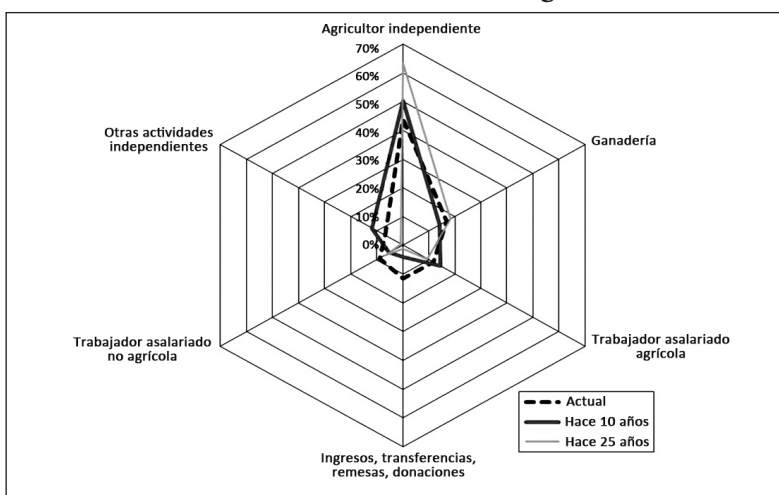 Agricultor independiente
70%
60%
50%
40%
30%
20%
10%
0%
Otras actividades
independientes
Ganadería
Trabajador asalariado
no agrícola
Trabajador asalariado
agrícola
Ingresos, transferencias,
remesas, donaciones
Actual
Hace 10 años
Hace 25 años